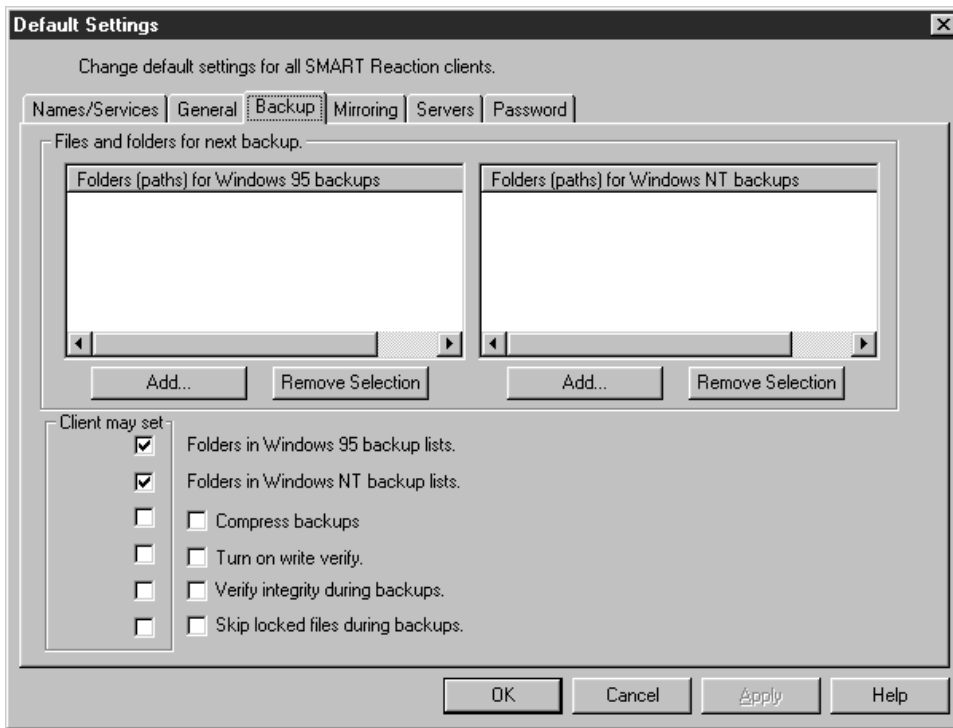 Default Settings
Change default settings for all SMART Reaction clients.
Names/Services General Backup Mirroring Servers Password
Files and folders for next backup.
Folders (paths) for Windows 95 backups
Folders (paths) for Windows NT backups
Add... Remove Selection Add... Remove Selection
Client may set
Folders in Windows 95 backup lists.
Folders in Windows NT backup lists.
Compress backups
Turn on write verify.
Verify integrity during backups.
Skip locked files during backups.
OK Cancel Apply Help